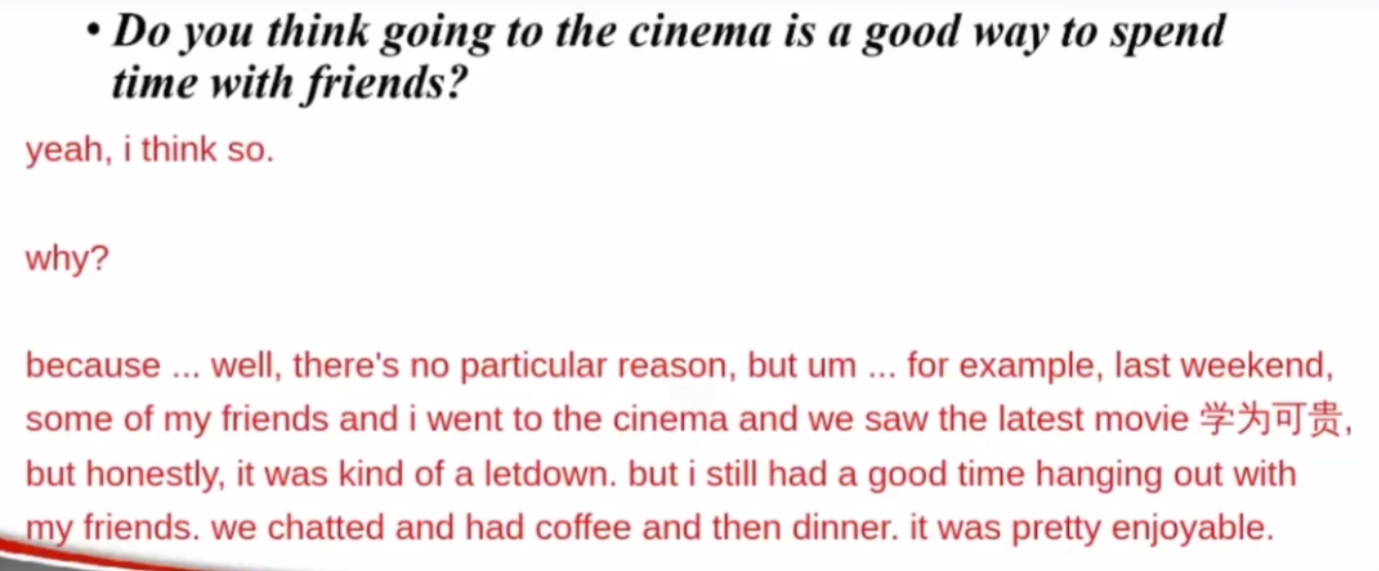 • Do you think going to the cinema is a good way to spend
time with friends?
yeah, i think so.
why?
because ... well, there's no particular reason, but um ... for example, last weekend,
some of my friends and i went to the cinema and we saw the latest movie 学为可贵,
but honestly, it was kind of a letdown. but i still had a good time hanging out with
my friends. we chatted and had coffee and then dinner. it was pretty enjoyable.